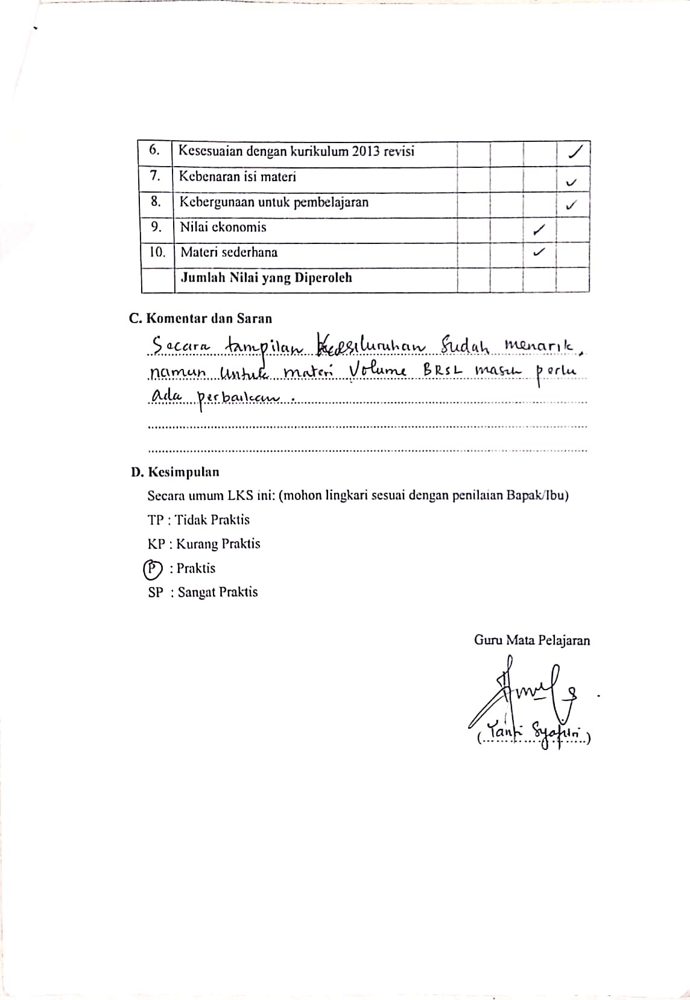 6. Kesesuaian dengan kurikulum 2013 revisi ✓
7. Kebenaran isi materi ✓
8. Kebergunaan untuk pembelajaran ✓
9. Nilai ekonomis ✓
10. Materi sederhana ✓
Jumlah Nilai yang Diperoleh
C. Komentar dan Saran
Secara tampilan Keesiluruhan Sudah menarik,
namun untuk materi Volume BRSL masih perlu
Ada perbaikan.
D. Kesimpulan
Secara umum LKS ini: (mohon lingkari sesuai dengan penilaian Bapak/Ibu)
TP : Tidak Praktis
KP : Kurang Praktis
P : Praktis
SP : Sangat Praktis
Guru Mata Pelajaran
(Yanti Syafitri)